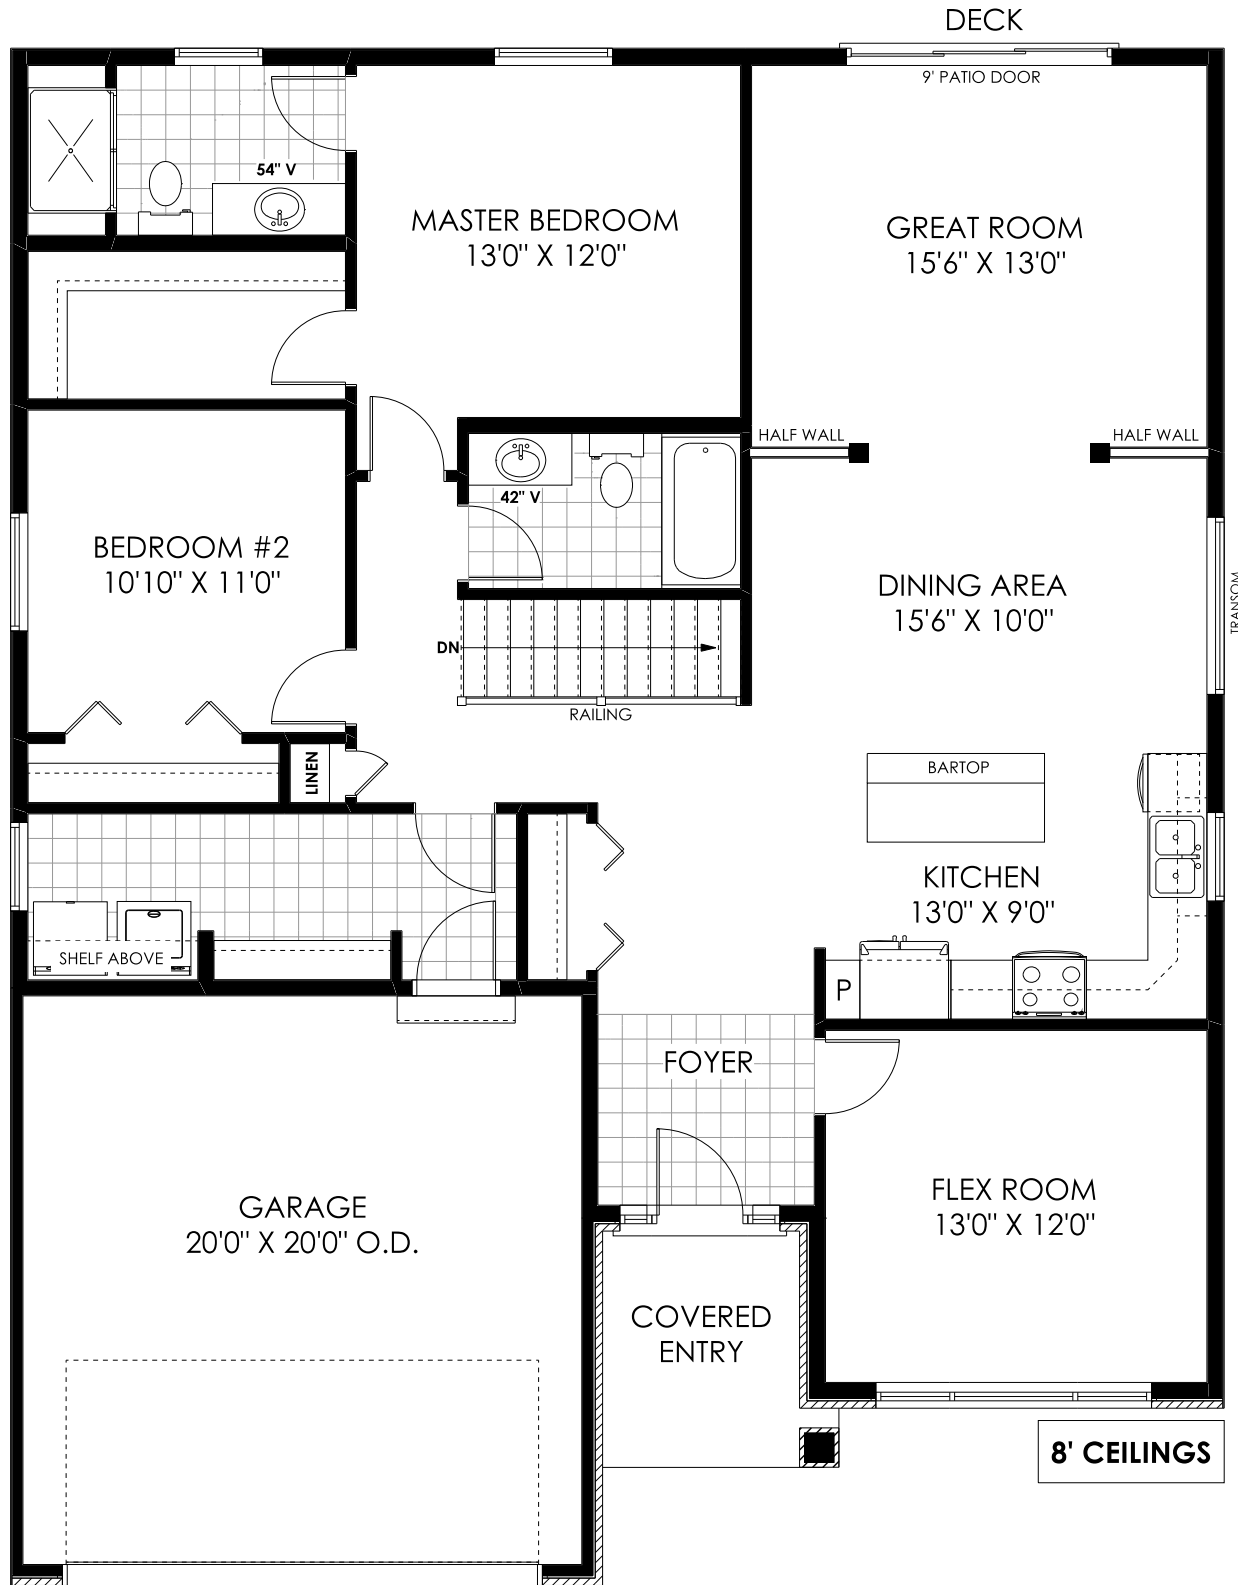 DECK
9' PATIO DOOR
54" V
MASTER BEDROOM
13'0" X 12'0"
GREAT ROOM
15'6" X 13'0"
HALF WALL
HALF WALL
42" V
BEDROOM #2
10'10" X 11'0"
DINING AREA
15'6" X 10'0"
TRANSOM
DN
RAILING
LINEN
BARTOP
KITCHEN
13'0" X 9'0"
SHELF ABOVE
P
FOYER
FLEX ROOM
13'0" X 12'0"
GARAGE
20'0" X 20'0" O.D.
COVERED
ENTRY
8' CEILINGS